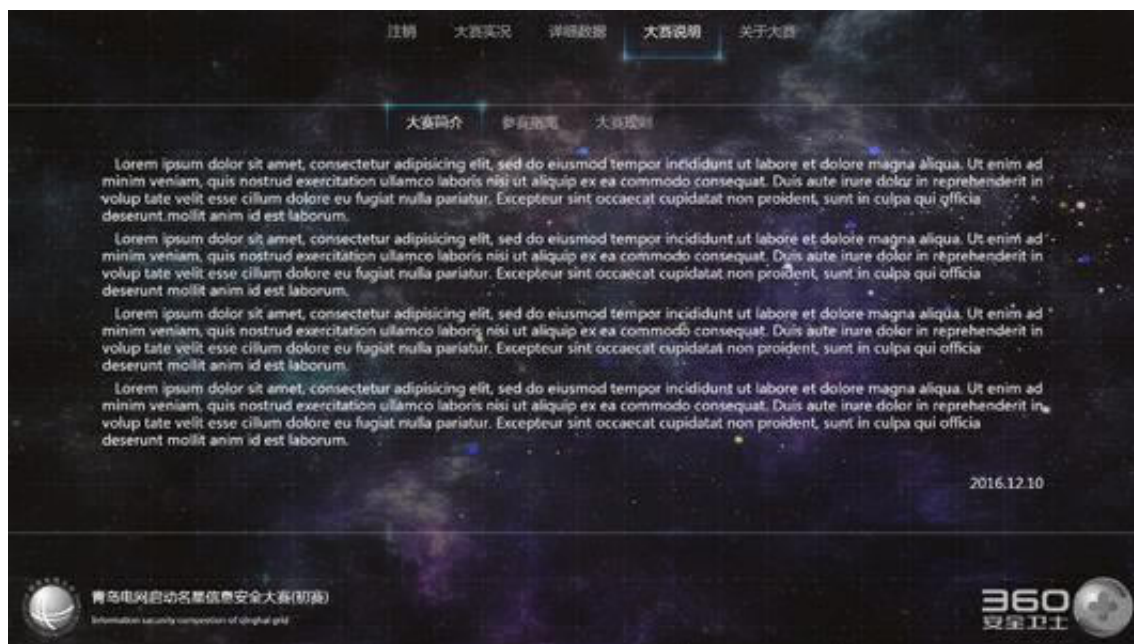 注销 大赛实况 详细数据 大赛说明 关于大赛
大赛简介 参赛指南 大赛规则
Lorem ipsum dolor sit amet, consectetur adipisicing elit, sed do eiusmod tempor incididunt ut labore et dolore magna aliqua. Ut enim ad
minim veniam, quis nostrud exercitation ullamco laboris nisi ut aliquip ex ea commodo consequat. Duis aute irure dolor in reprehenderit in
volup tate velit esse cillum dolore eu fugiat nulla pariatur. Excepteur sint occaecat cupidatat non proident, sunt in culpa qui officia
deserunt mollit anim id est laborum.
Lorem ipsum dolor sit amet, consectetur adipisicing elit, sed do eiusmod tempor incididunt ut labore et dolore magna aliqua. Ut enim ad
minim veniam, quis nostrud exercitation ullamco laboris nisi ut aliquip ex ea commodo consequat. Duis aute irure dolor in reprehenderit in
volup tate velit esse cillum dolore eu fugiat nulla pariatur. Excepteur sint occaecat cupidatat non proident, sunt in culpa qui officia
deserunt mollit anim id est laborum.
Lorem ipsum dolor sit amet, consectetur adipisicing elit, sed do eiusmod tempor incididunt ut labore et dolore magna aliqua. Ut enim ad
minim veniam, quis nostrud exercitation ullamco laboris nisi ut aliquip ex ea commodo consequat. Duis aute irure dolor in reprehenderit in
volup tate velit esse cillum dolore eu fugiat nulla pariatur. Excepteur sint occaecat cupidatat non proident, sunt in culpa qui officia
deserunt mollit anim id est laborum.
Lorem ipsum dolor sit amet, consectetur adipisicing elit, sed do eiusmod tempor incididunt ut labore et dolore magna aliqua. Ut enim ad
minim veniam, quis nostrud exercitation ullamco laboris nisi ut aliquip ex ea commodo consequat. Duis aute irure dolor in reprehenderit in
volup tate velit esse cillum dolore eu fugiat nulla pariatur. Excepteur sint occaecat cupidatat non proident, sunt in culpa qui officia
deserunt mollit anim id est laborum.
2016.12.10
青岛电网启动名星信息安全大赛(初赛)
Information security competition of qinghai grid
360
安全卫士